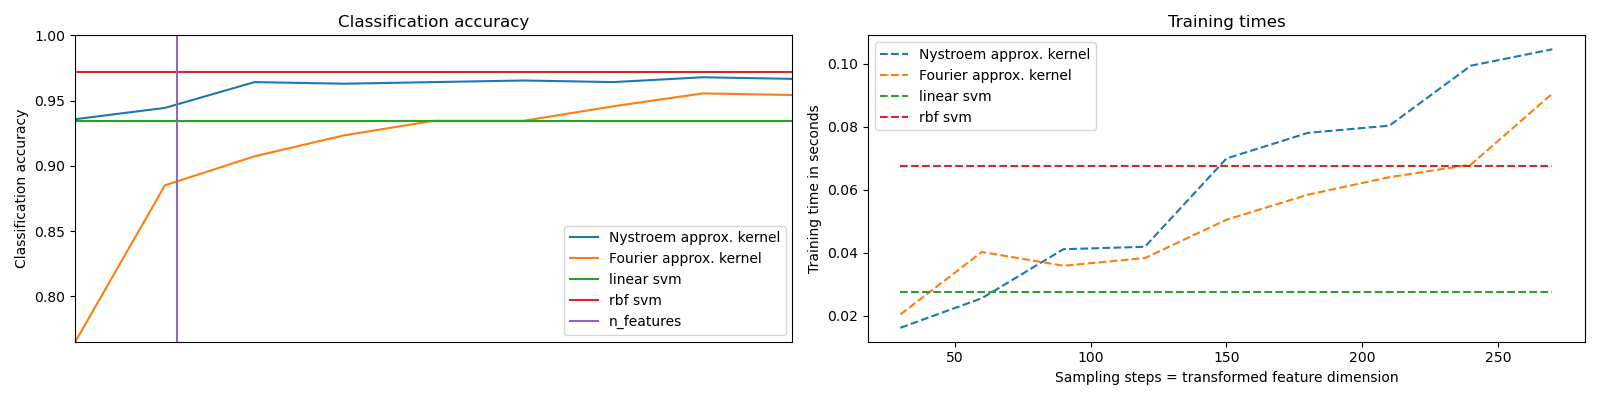 Classification accuracy
Classification accuracy
1.00
0.95
0.90
0.85
0.80
Nystroem approx. kernel
Fourier approx. kernel
linear svm
rbf svm
n_features
Training times
Training time in seconds
0.10
0.08
0.06
0.04
0.02
Nystroem approx. kernel
Fourier approx. kernel
linear svm
rbf svm
50
100
150
200
250
Sampling steps = transformed feature dimension